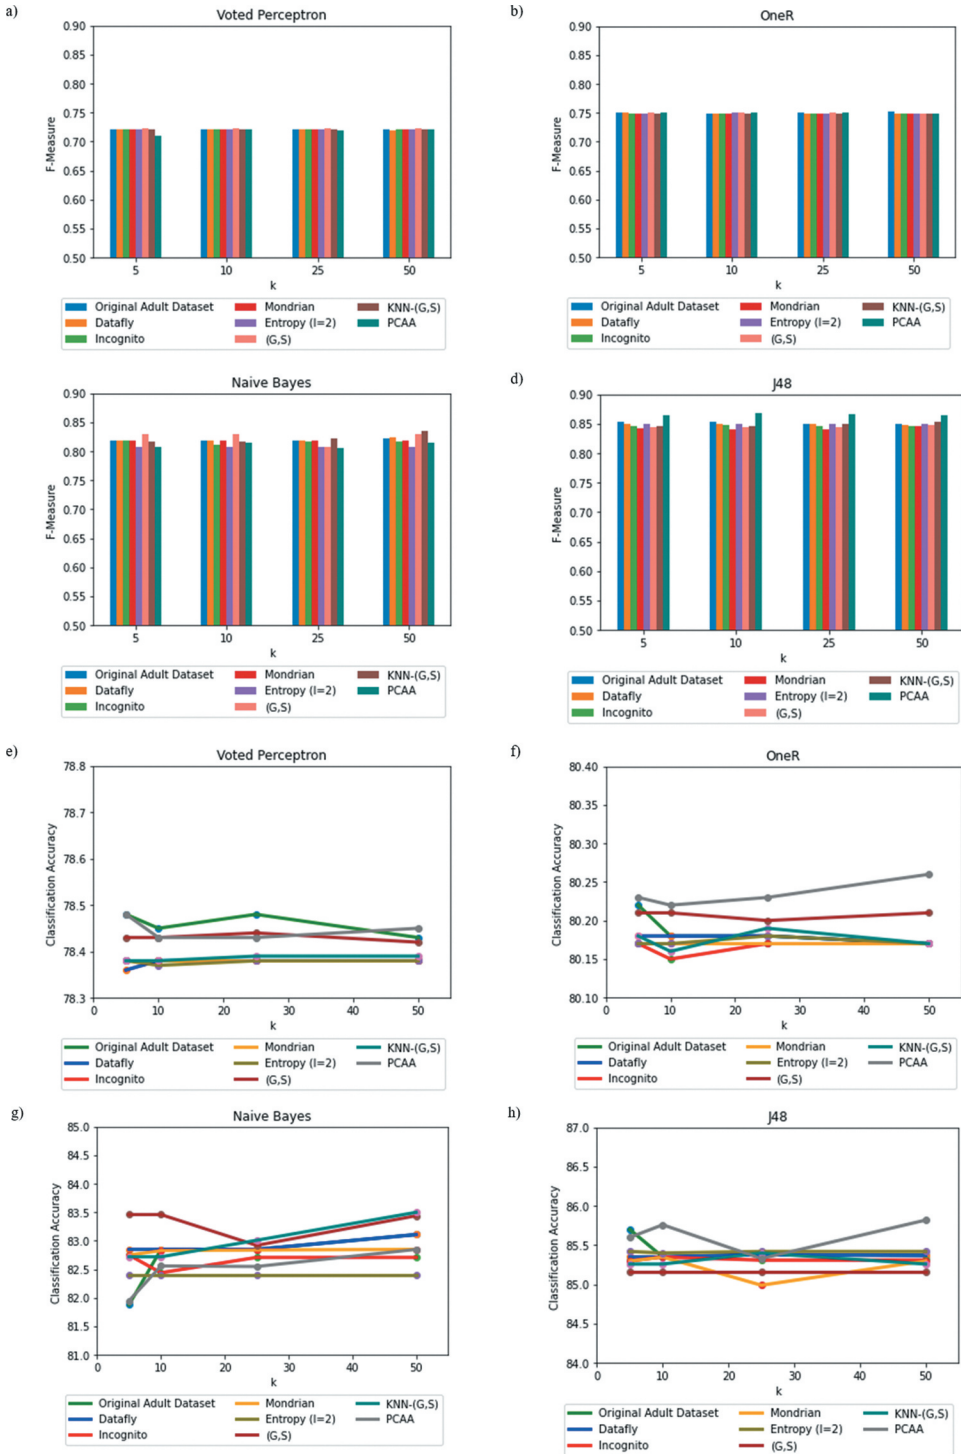 a)
Voted Perceptron
0.90
0.85
0.80
0.75
0.70
0.65
0.60
0.55
0.50
F-Measure
5 10 25 50
k
Original Adult Dataset Mondrian KNN-(G,S)
Datafly Entropy (l=2) PCAA
Incognito (G,S)
b)
OneR
0.90
0.85
0.80
0.75
0.70
0.65
0.60
0.55
0.50
F-Measure
5 10 25 50
k
Original Adult Dataset Mondrian KNN-(G,S)
Datafly Entropy (l=2) PCAA
Incognito (G,S)
Naive Bayes
0.90
0.85
0.80
0.75
0.70
0.65
0.60
0.55
0.50
F-Measure
5 10 25 50
k
Original Adult Dataset Mondrian KNN-(G,S)
Datafly Entropy (l=2) PCAA
Incognito (G,S)
d)
J48
0.90
0.85
0.80
0.75
0.70
0.65
0.60
0.55
0.50
F-Measure
5 10 25 50
k
Original Adult Dataset Mondrian KNN-(G,S)
Datafly Entropy (l=2) PCAA
Incognito (G,S)
e)
Voted Perceptron
78.8
78.7
78.6
78.5
78.4
78.3
Classification Accuracy
0 10 20 30 40 50
k
Original Adult Dataset Mondrian KNN-(G,S)
Datafly Entropy (l=2) PCAA
Incognito (G,S)
f)
OneR
80.40
80.35
80.30
80.25
80.20
80.15
80.10
Classification Accuracy
0 10 20 30 40 50
k
Original Adult Dataset Mondrian KNN-(G,S)
Datafly Entropy (l=2) PCAA
Incognito (G,S)
g)
Naive Bayes
85.0
84.5
84.0
83.5
83.0
82.5
82.0
81.5
81.0
Classification Accuracy
0 10 20 30 40 50
k
Original Adult Dataset Mondrian KNN-(G,S)
Datafly Entropy (l=2) PCAA
Incognito (G,S)
h)
J48
87.0
86.5
86.0
85.5
85.0
84.5
84.0
Classification Accuracy
0 10 20 30 40 50
k
Original Adult Dataset Mondrian KNN-(G,S)
Datafly Entropy (l=2) PCAA
Incognito (G,S)